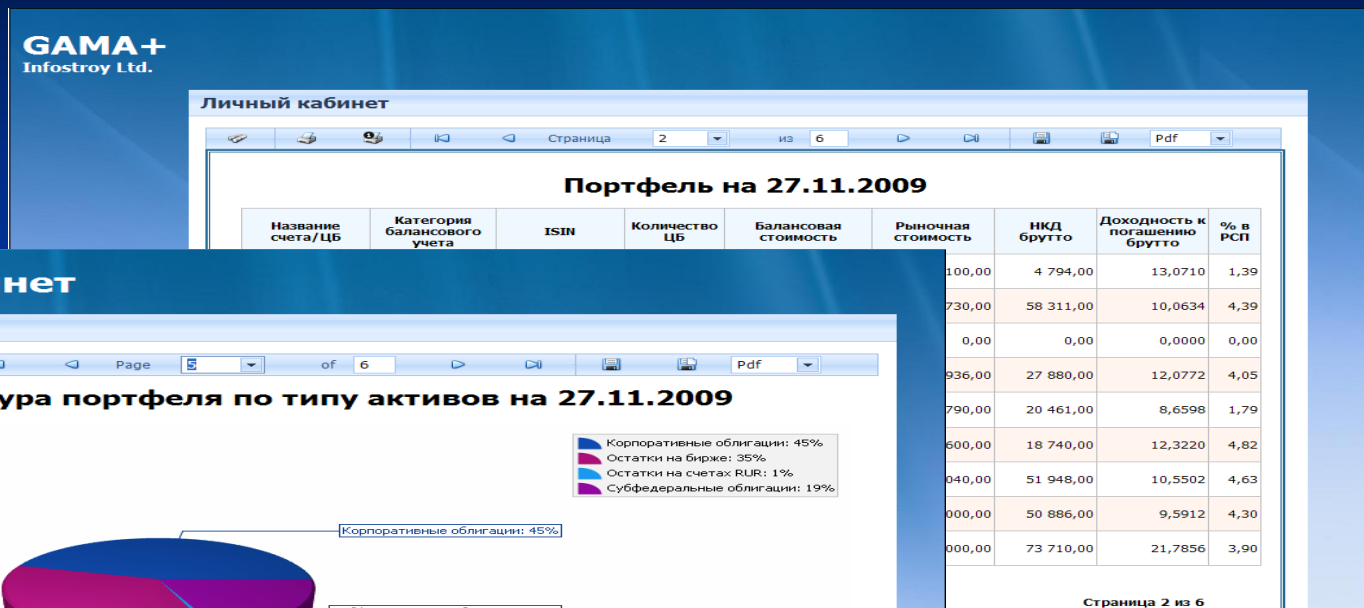 GAMA+
Infostroy Ltd.
Личный кабинет
Страница 2 из 6 Pdf
Портфель на 27.11.2009
Название счета/ЦБ Категория балансового учета ISIN Количество ЦБ Балансовая стоимость Рыночная стоимость НКД брутто Доходность к погашению брутто % в РСП
100,00 4 794,00 13,0710 1,39
730,00 58 311,00 10,0634 4,39
0,00 0,00 0,0000 0,00
936,00 27 880,00 12,0772 4,05
790,00 20 461,00 8,6598 1,79
600,00 18 740,00 12,3220 4,82
040,00 51 948,00 10,5502 4,63
000,00 50 886,00 9,5912 4,30
000,00 73 710,00 21,7856 3,90
Страница 2 из 6
нет
Page 5 of 6 Pdf
ура портфеля по типу активов на 27.11.2009
Корпоративные облигации: 45%
Остатки на бирже: 35%
Остатки на счетах RUR: 1%
Субфедеральные облигации: 19%
Корпоративные облигации: 45%